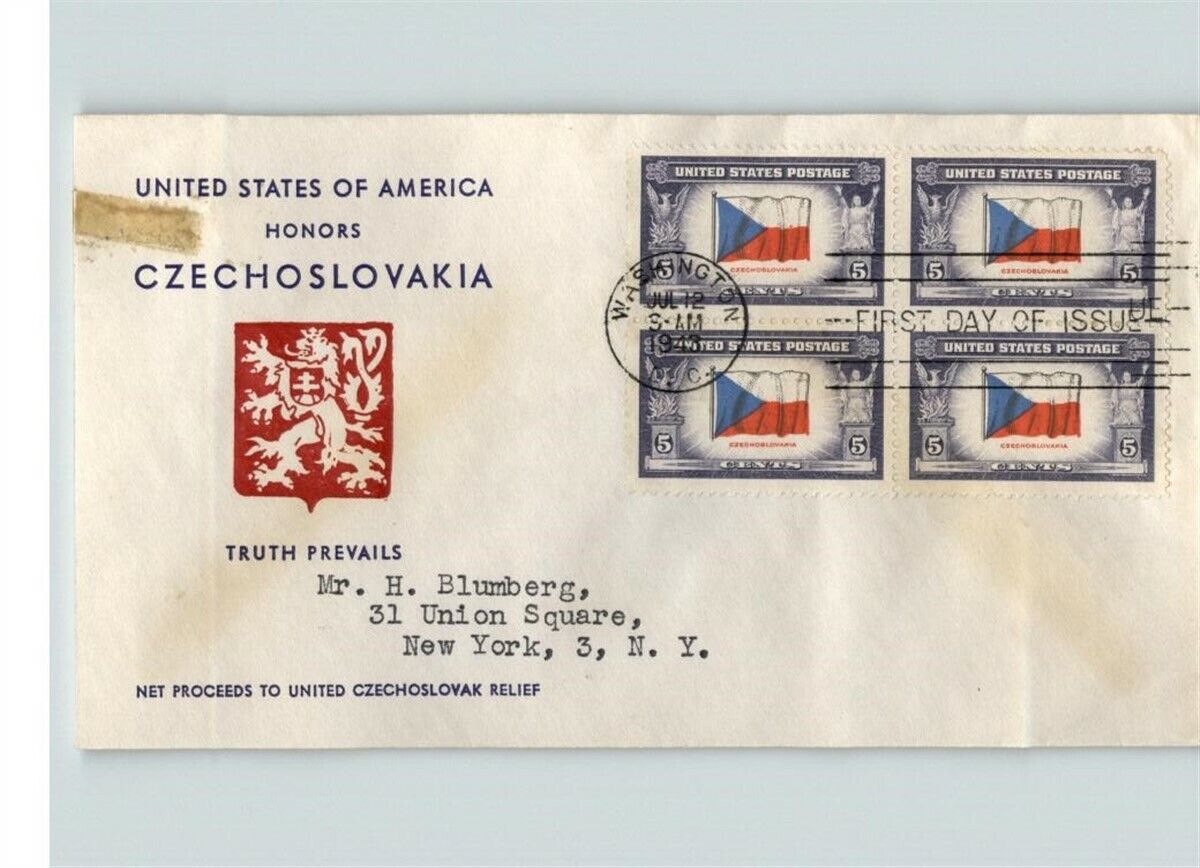 UNITED STATES OF AMERICA
HONORS
CZECHOSLOVAKIA
TRUTH PREVAILS
Mr. H. Blumberg,
31 Union Square,
New York, 3, N. Y.
NET PROCEEDS TO UNITED CZECHOSLOVAK RELIEF
UNITED STATES POSTAGE
CZECHOSLOVAKIA
5 5
CENTS
UNITED STATES POSTAGE
CZECHOSLOVAKIA
5 5
CENTS
WASHINGTON
JUL 12
9-AM
1943
D. C.
FIRST DAY OF ISSUE
UE
UNITED STATES POSTAGE
CZECHOSLOVAKIA
5 5
CENTS
UNITED STATES POSTAGE
CZECHOSLOVAKIA
5 5
CENTS